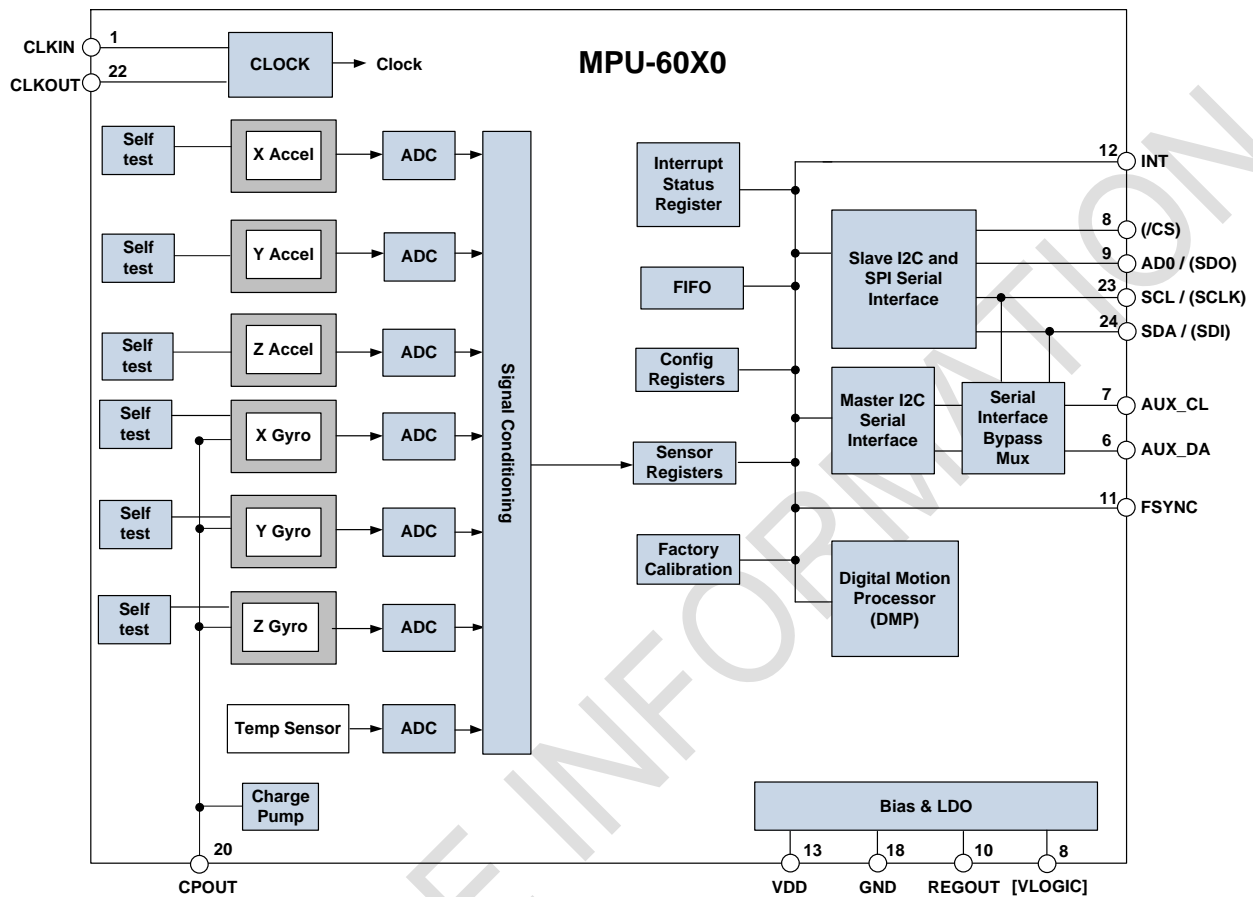 MPU-60X0
CLKIN
1
CLKOUT
22
CLOCK
Clock
Self
test
X Accel
ADC
Self
test
Y Accel
ADC
Self
test
Z Accel
ADC
Self
test
X Gyro
ADC
Self
test
Y Gyro
ADC
Self
test
Z Gyro
ADC
Temp Sensor
ADC
Signal Conditioning
Charge
Pump
20
CPOUT
Interrupt
Status
Register
FIFO
Config
Registers
Sensor
Registers
Factory
Calibration
Slave I2C and
SPI Serial
Interface
Master I2C
Serial
Interface
Serial
Interface
Bypass
Mux
Digital Motion
Processor
(DMP)
12
INT
8
(/CS)
9
AD0 / (SDO)
23
SCL / (SCLK)
24
SDA / (SDI)
7
AUX_CL
6
AUX_DA
11
FSYNC
Bias & LDO
13
VDD
18
GND
10
REGOUT
8
[VLOGIC]
E INFORMATION